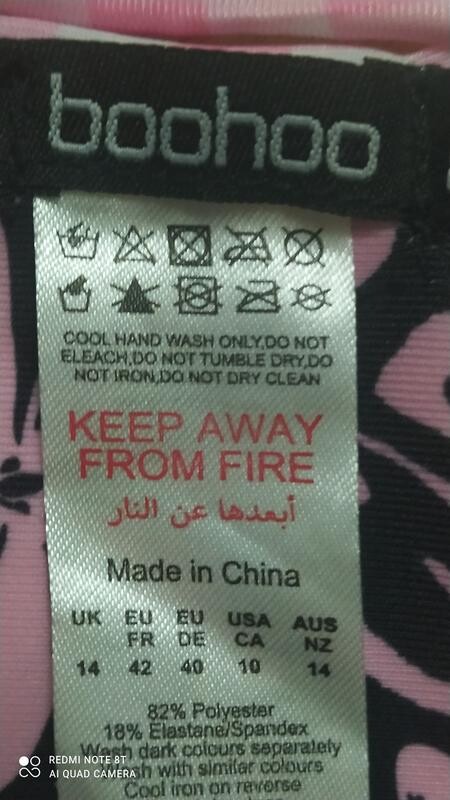 boohoo
COOL HAND WASH ONLY,DO NOT
ELEACH,DO NOT TUMBLE DRY,DO
NOT IRON,DO NOT DRY CLEAN
KEEP AWAY
FROM FIRE
أبعدها عن النار
Made in China
UK EU EU USA AUS
FR DE CA NZ
14 42 40 10 14
82% Polyester
18% Elastane/Spandex
Wash dark colours separately
Wash with similar colours
Cool iron on reverse
REDMI NOTE 8T
AI QUAD CAMERA